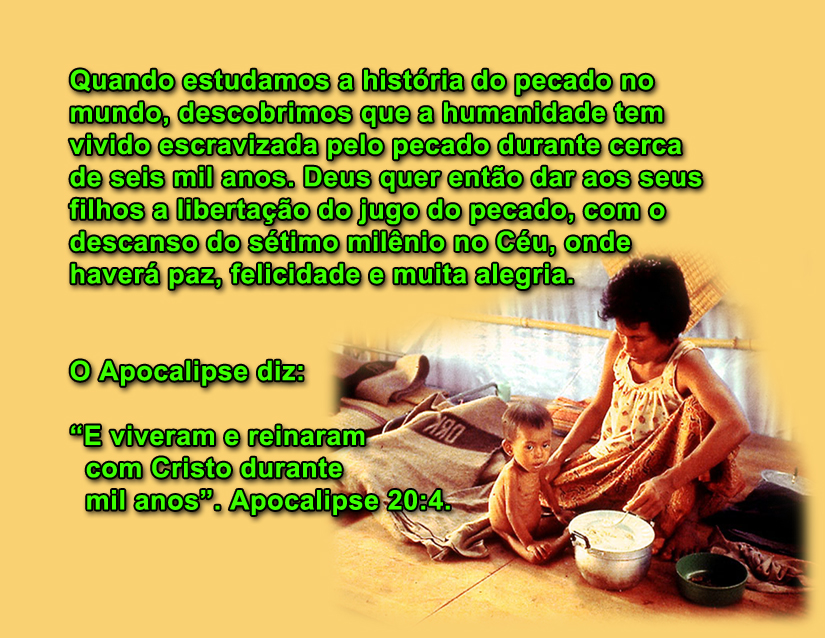 Quando estudamos a história do pecado no
mundo, descobrimos que a humanidade tem
vivido escravizada pelo pecado durante cerca
de seis mil anos. Deus quer então dar aos seus
filhos a libertação do jugo do pecado, com o
descanso do sétimo milênio no Céu, onde
haverá paz, felicidade e muita alegria.
O Apocalipse diz:
“E viveram e reinaram
com Cristo durante
mil anos”. Apocalipse 20:4.